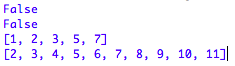 False
False
[1, 2, 3, 5, 7]
[2, 3, 4, 5, 6, 7, 8, 9, 10, 11]